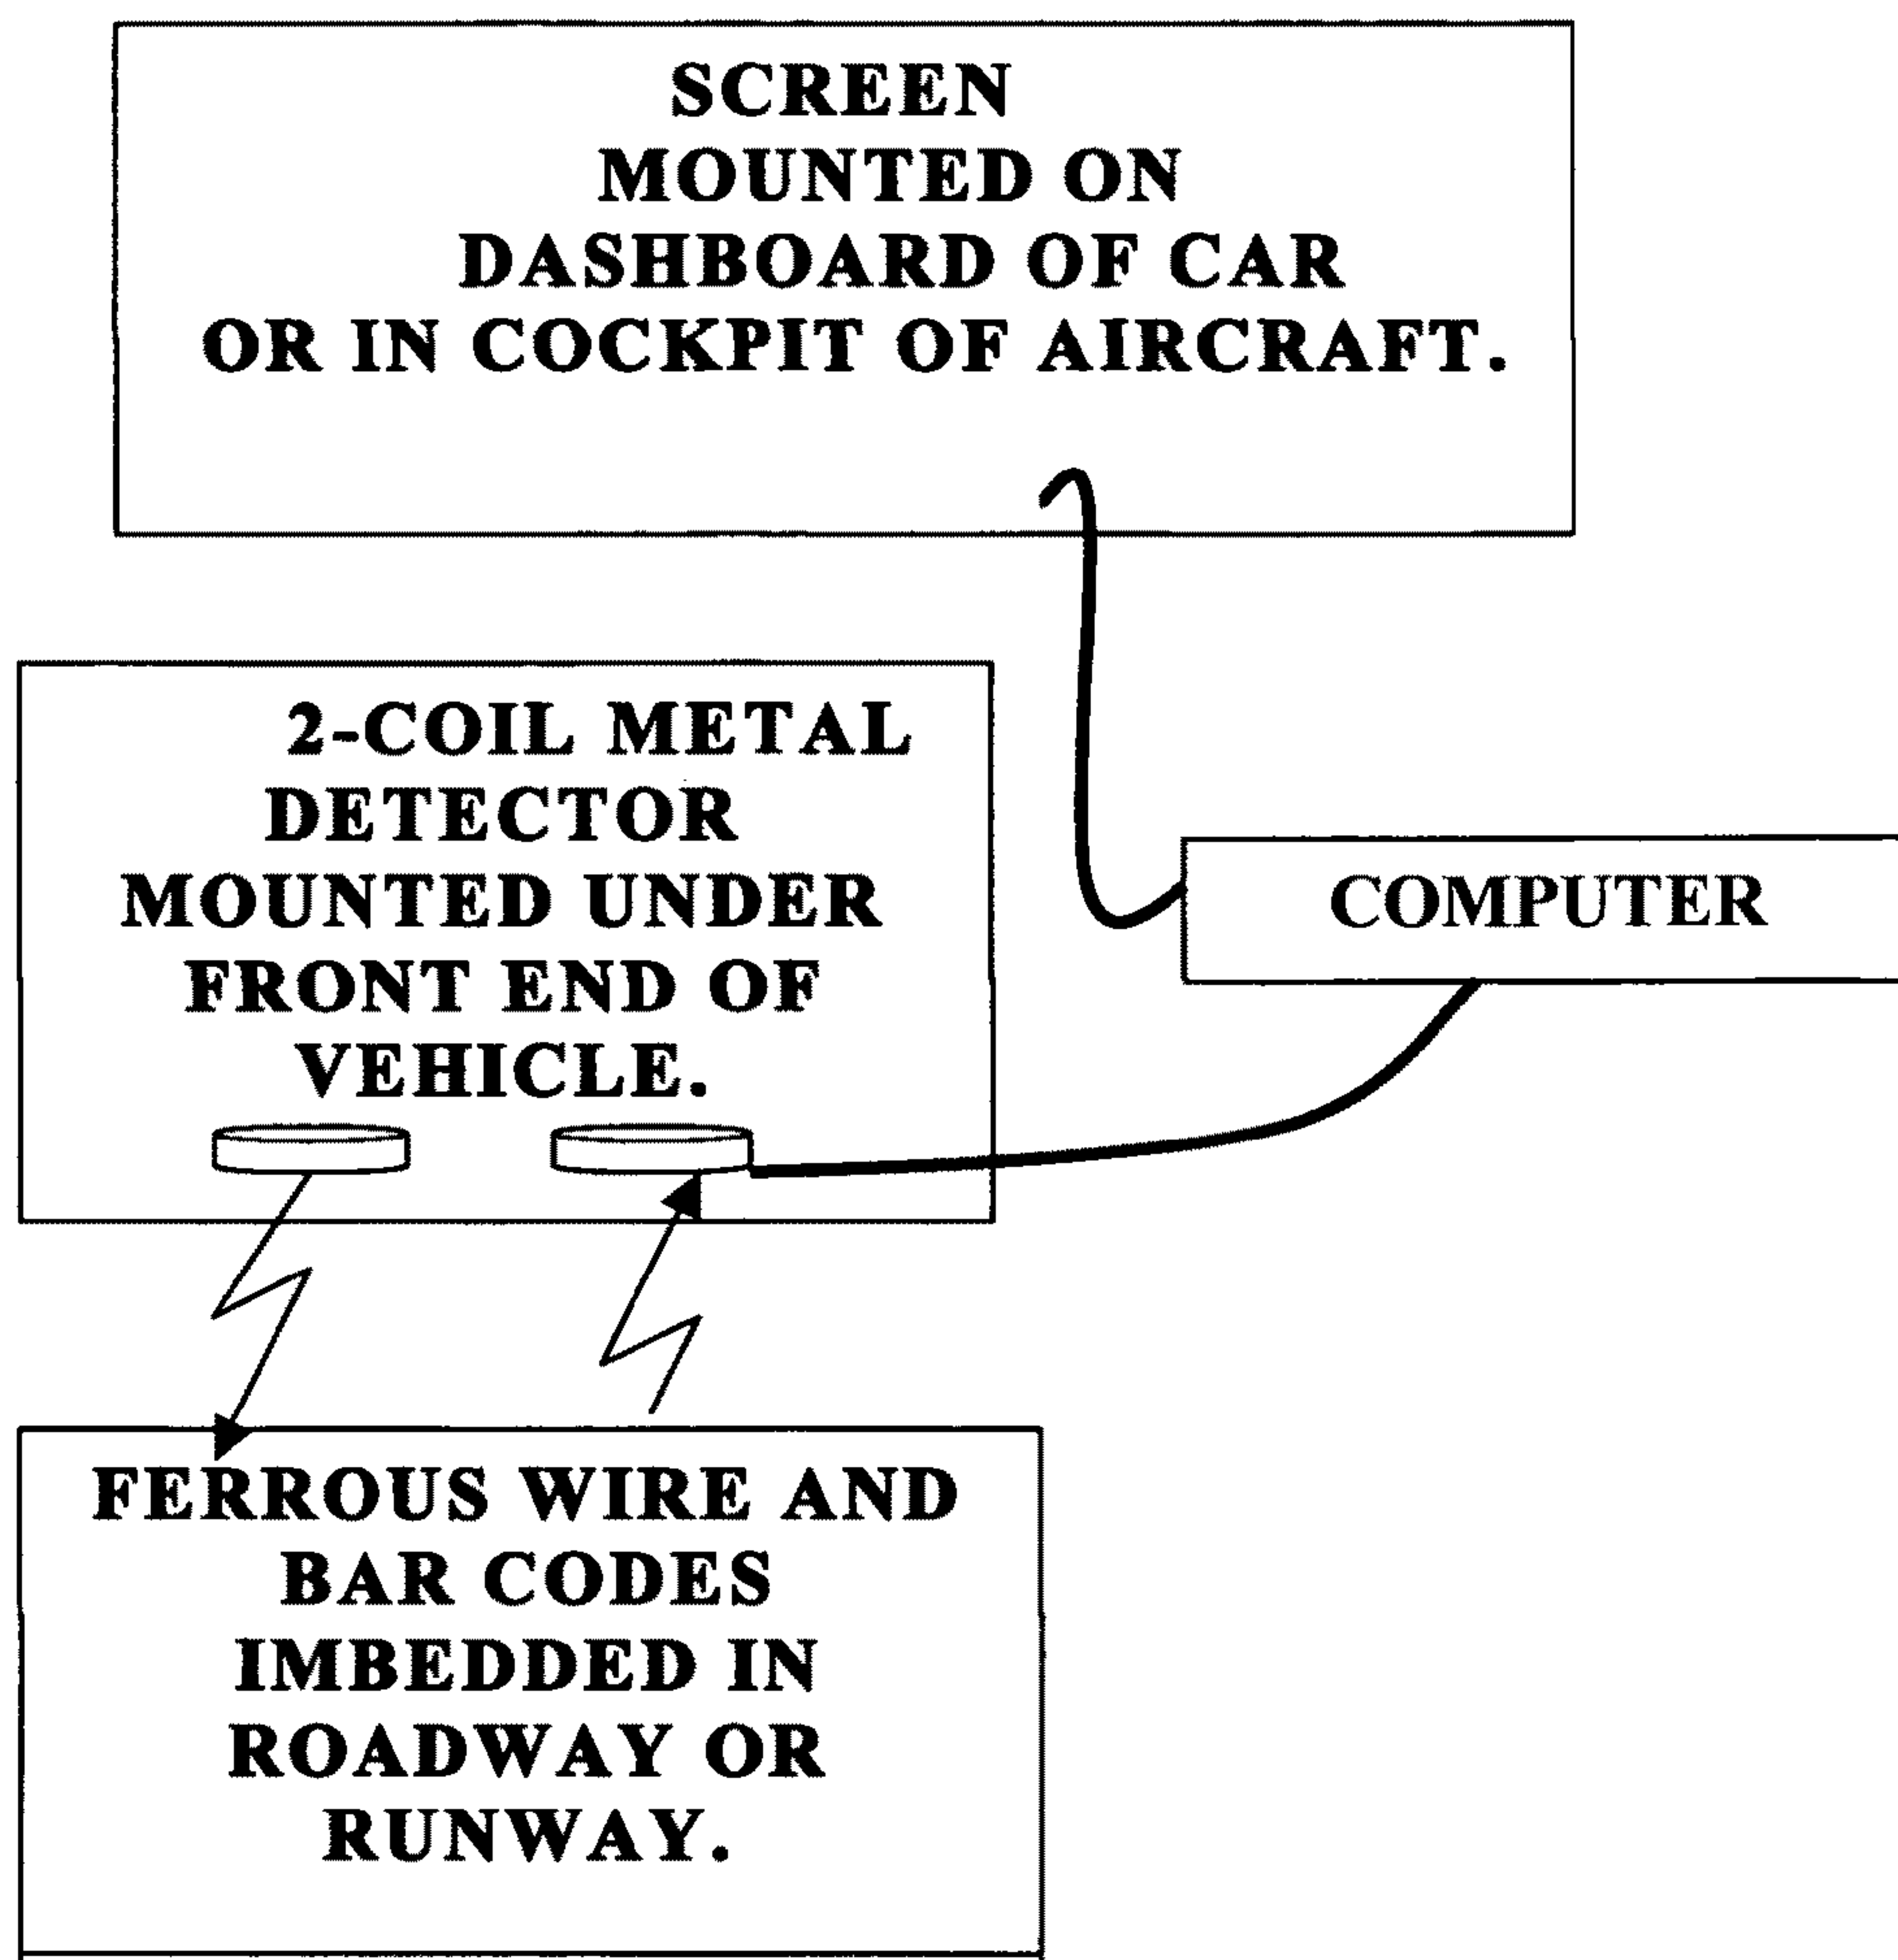 SCREEN
MOUNTED ON
DASHBOARD OF CAR
OR IN COCKPIT OF AIRCRAFT.
2-COIL METAL
DETECTOR
MOUNTED UNDER
FRONT END OF
VEHICLE.
COMPUTER
FERROUS WIRE AND
BAR CODES
IMBEDDED IN
ROADWAY OR
RUNWAY.